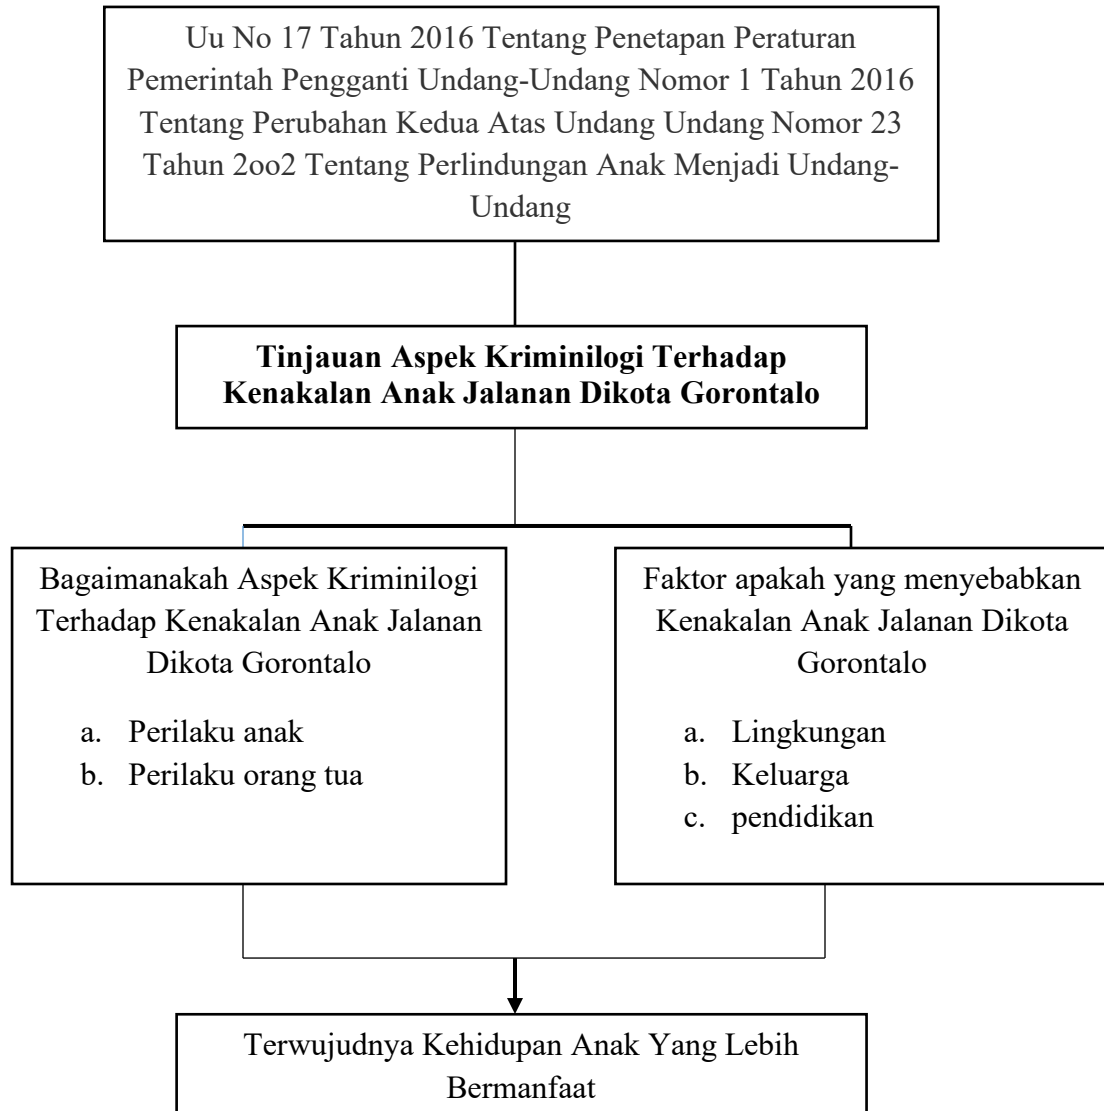 Uu No 17 Tahun 2016 Tentang Penetapan Peraturan
Pemerintah Pengganti Undang-Undang Nomor 1 Tahun 2016
Tentang Perubahan Kedua Atas Undang Undang Nomor 23
Tahun 2oo2 Tentang Perlindungan Anak Menjadi Undang-
Undang
Tinjauan Aspek Kriminilogi Terhadap
Kenakalan Anak Jalanan Dikota Gorontalo
Bagaimanakah Aspek Kriminilogi
Terhadap Kenakalan Anak Jalanan
Dikota Gorontalo
a. Perilaku anak
b. Perilaku orang tua
Faktor apakah yang menyebabkan
Kenakalan Anak Jalanan Dikota
Gorontalo
a. Lingkungan
b. Keluarga
c. pendidikan
Terwujudnya Kehidupan Anak Yang Lebih
Bermanfaat